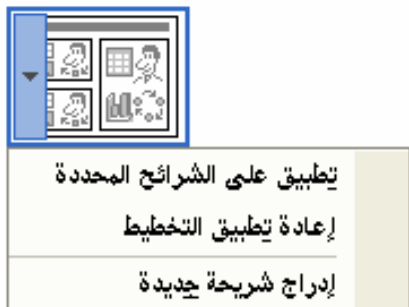 تطبيق على الشرائح المحددة
إعادة تطبيق التخطيط
إدراج شريحة جديدة